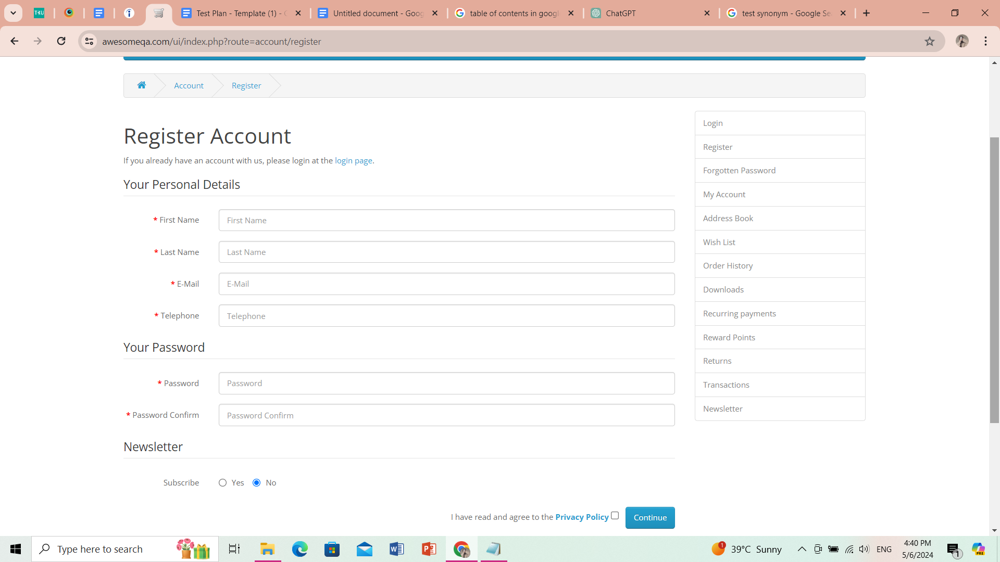 TKU
Test Plan - Template (1) -
Untitled document - Goog
table of contents in googl
ChatGPT
test synonym - Google Se
awesomeqa.com/ui/index.php?route=account/register
Account
Register
Register Account
If you already have an account with us, please login at the login page.
Your Personal Details
* First Name
First Name
* Last Name
Last Name
* E-Mail
E-Mail
* Telephone
Telephone
Your Password
* Password
Password
* Password Confirm
Password Confirm
Newsletter
Subscribe
Yes
No
I have read and agree to the Privacy Policy
Continue
Login
Register
Forgotten Password
My Account
Address Book
Wish List
Order History
Downloads
Recurring payments
Reward Points
Returns
Transactions
Newsletter
Type here to search
1
39°C Sunny
ENG
4:40 PM
5/6/2024
1
PRE